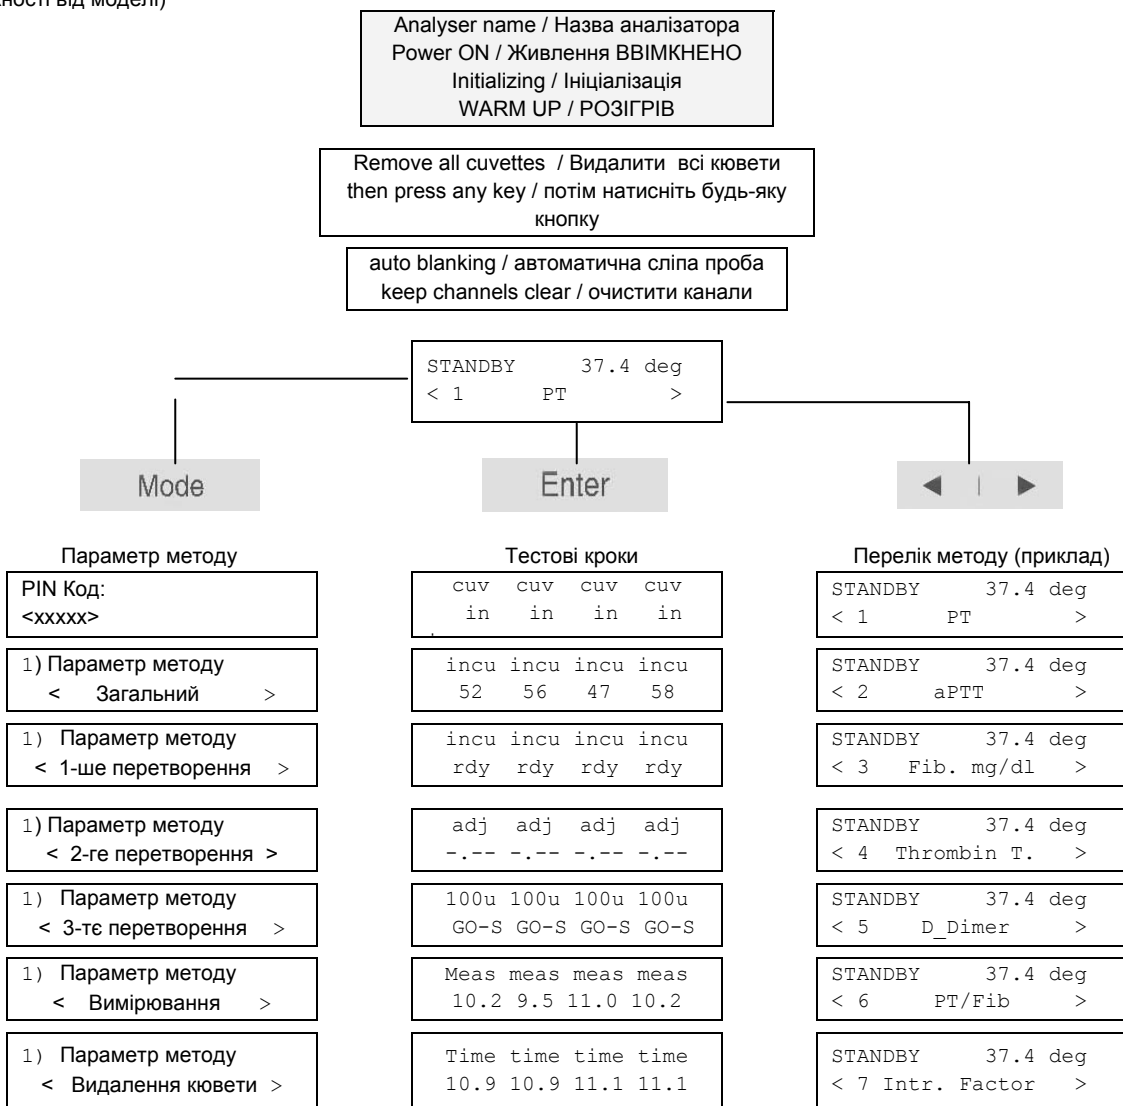 ності від моделі)
Analyser name / Назва аналізатора
Power ON / Живлення ВВІМКНЕНО
Initializing / Ініціалізація
WARM UP / РОЗІГРІВ
Remove all cuvettes / Видалити всі кювети
then press any key / потім натисніть будь-яку
кнопку
auto blanking / автоматична сліпа проба
keep channels clear / очистити канали
STANDBY 37.4 deg
< 1 PT >
Mode
Enter
◄ | ►
Параметр методу
PIN Код:
<xxxxx>
1) Параметр методу
< Загальний >
1) Параметр методу
< 1-ше перетворення >
1) Параметр методу
< 2-ге перетворення >
1) Параметр методу
< 3-тє перетворення >
1) Параметр методу
< Вимірювання >
1) Параметр методу
< Видалення кювети >
Тестові кроки
cuv cuv cuv cuv
in in in in
incu incu incu incu
52 56 47 58
incu incu incu incu
rdy rdy rdy rdy
adj adj adj adj
-.-- -.-- -.-- -.--
100u 100u 100u 100u
GO-S GO-S GO-S GO-S
Meas meas meas meas
10.2 9.5 11.0 10.2
Time time time time
10.9 10.9 11.1 11.1
Перелік методу (приклад)
STANDBY 37.4 deg
< 1 PT >
STANDBY 37.4 deg
< 2 aPTT >
STANDBY 37.4 deg
< 3 Fib. mg/dl >
STANDBY 37.4 deg
< 4 Thrombin T. >
STANDBY 37.4 deg
< 5 D_Dimer >
STANDBY 37.4 deg
< 6 PT/Fib >
STANDBY 37.4 deg
< 7 Intr. Factor >